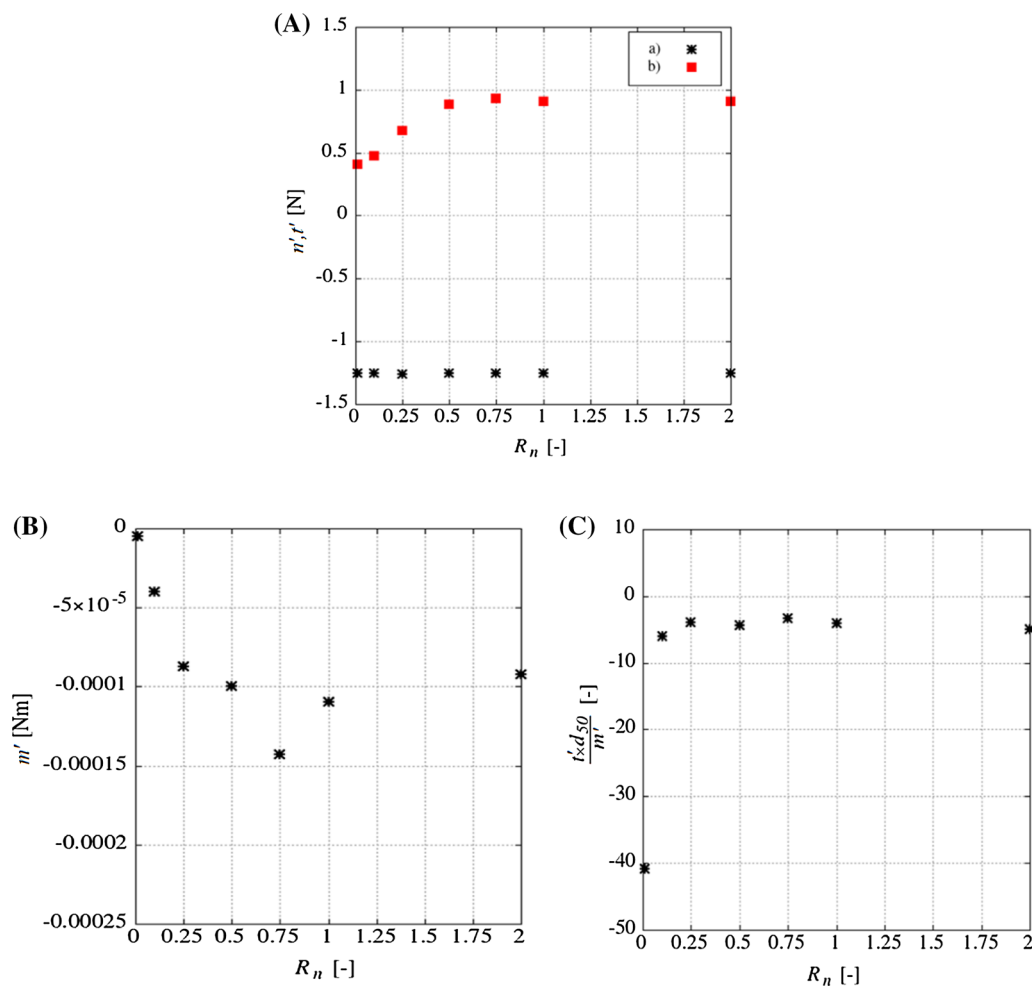 (A)
1.5
1
0.5
0
-0.5
-1
-1.5
a)
b)
n',t' [N]
0 0.25 0.5 0.75 1 1.25 1.5 1.75 2
R_n [-]
(B)
0
-5×10^-5
-0.0001
-0.00015
-0.0002
-0.00025
m' [Nm]
0 0.25 0.5 0.75 1 1.25 1.5 1.75 2
R_n [-]
(C)
10
0
-10
-20
-30
-40
-50
t'×d_50
m' [-]
0 0.25 0.5 0.75 1 1.25 1.5 1.75 2
R_n [-]